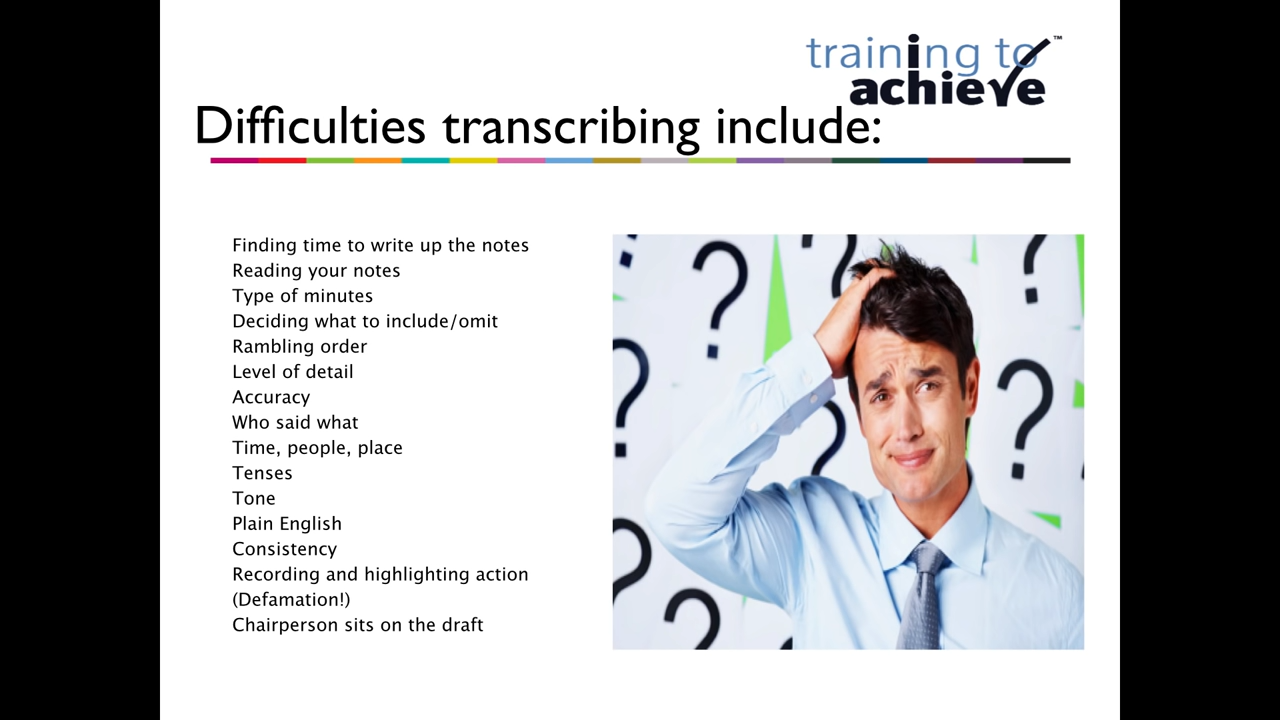 training to™
achieve
Difficulties transcribing include:
Finding time to write up the notes
Reading your notes
Type of minutes
Deciding what to include/omit
Rambling order
Level of detail
Accuracy
Who said what
Time, people, place
Tenses
Tone
Plain English
Consistency
Recording and highlighting action
(Defamation!)
Chairperson sits on the draft